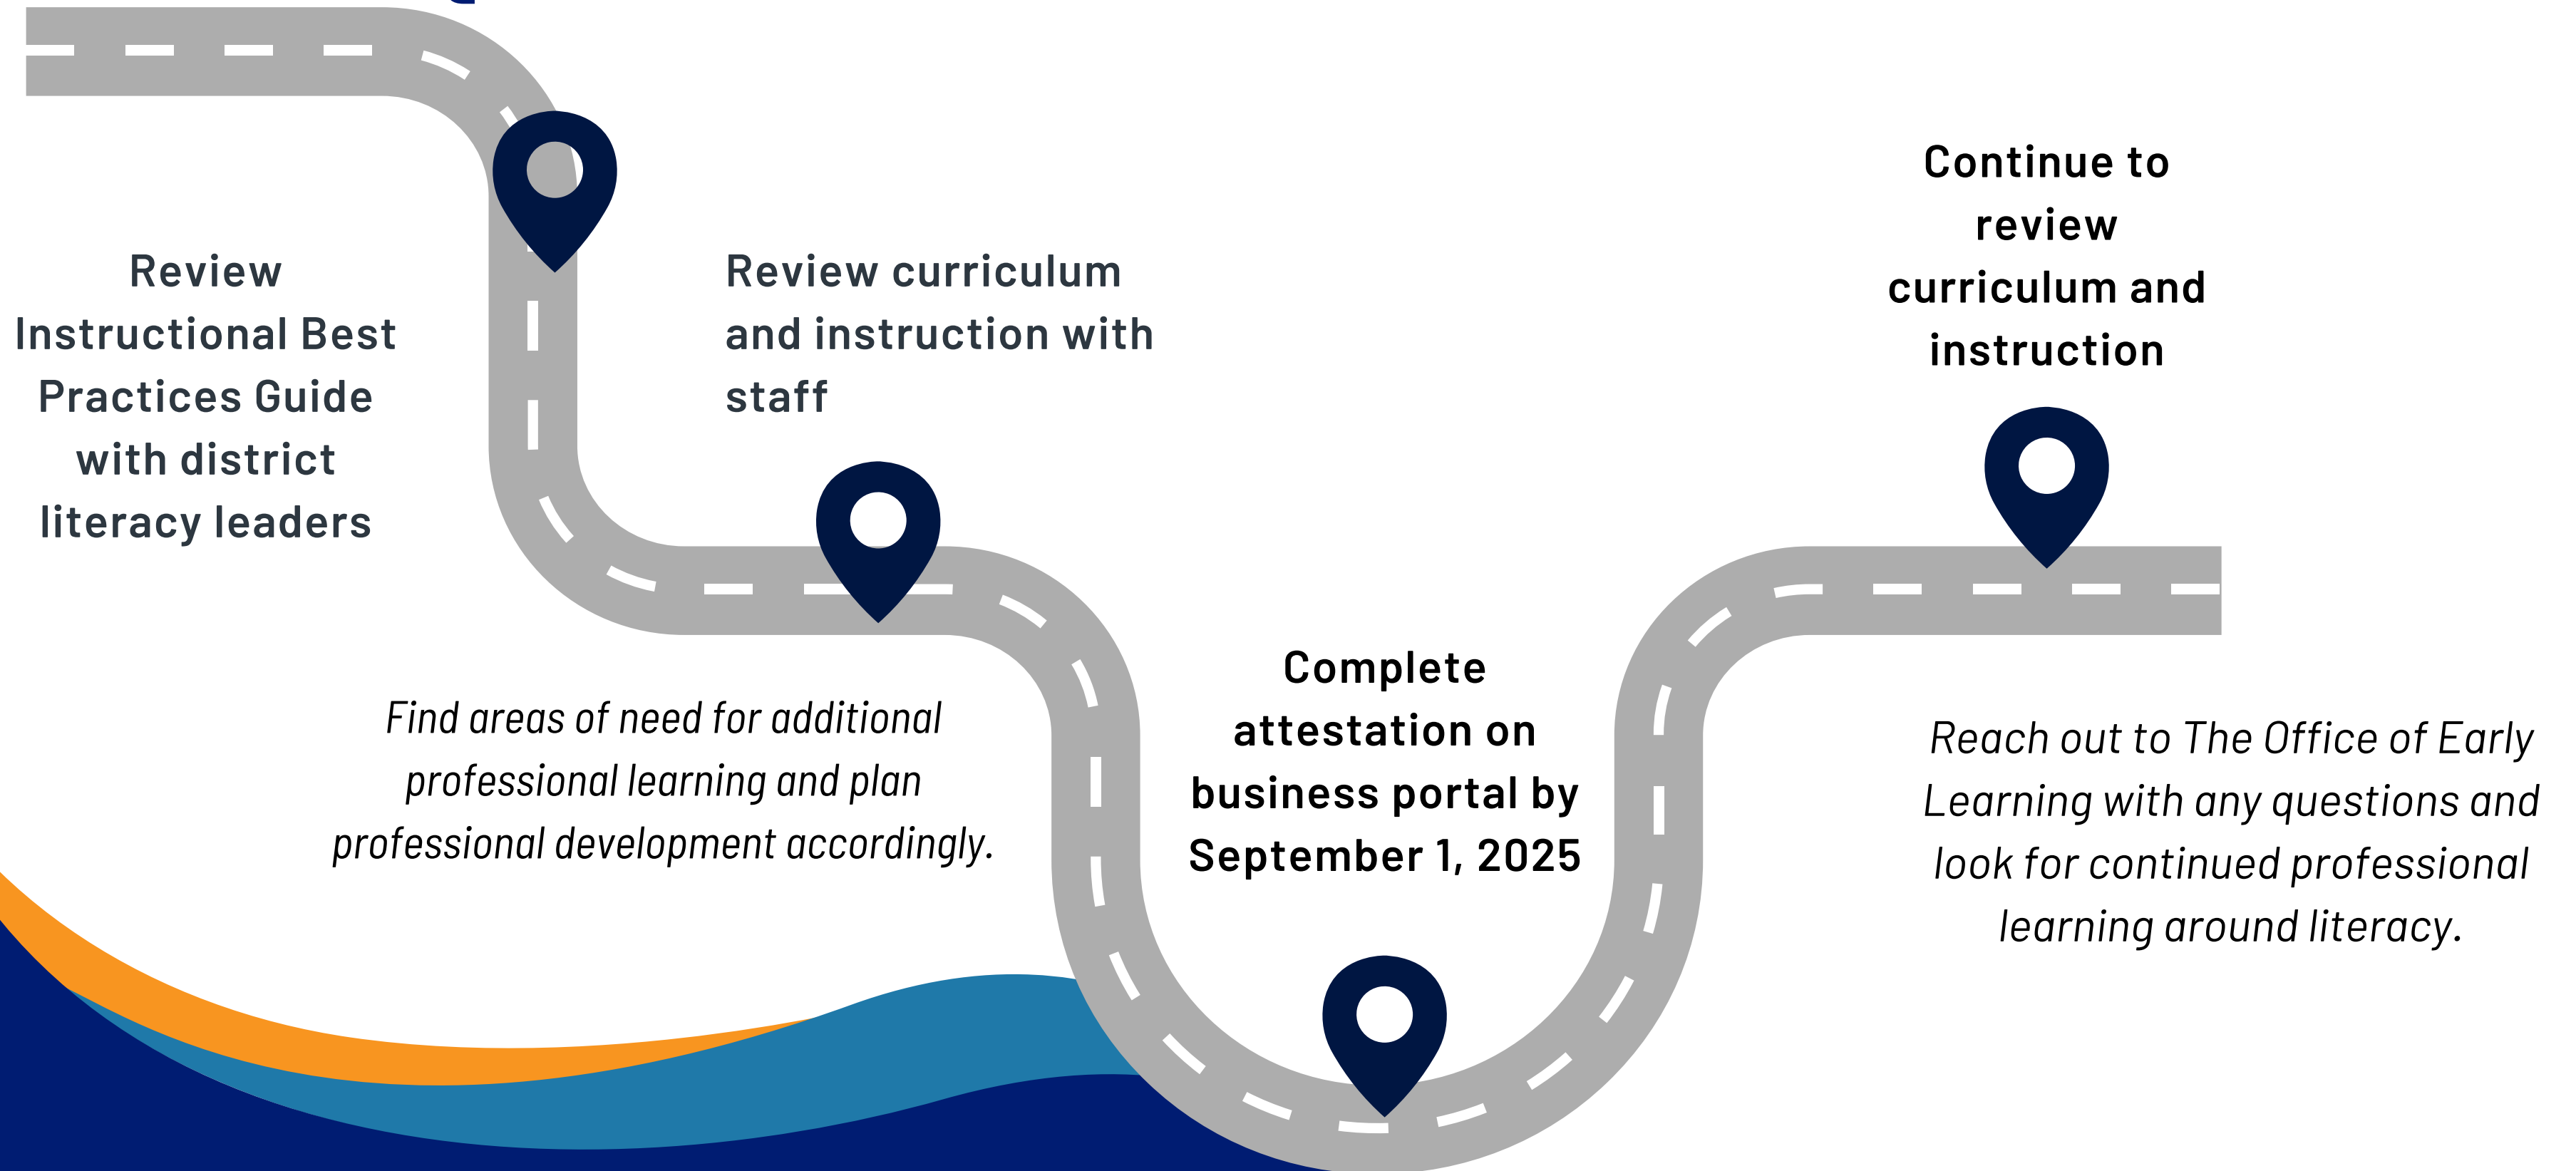 Review
Instructional Best
Practices Guide
with district
literacy leaders
Review curriculum
and instruction with
staff
Find areas of need for additional
professional learning and plan
professional development accordingly.
Complete
attestation on
business portal by
September 1, 2025
Continue to
review
curriculum and
instruction
Reach out to The Office of Early
Learning with any questions and
look for continued professional
learning around literacy.